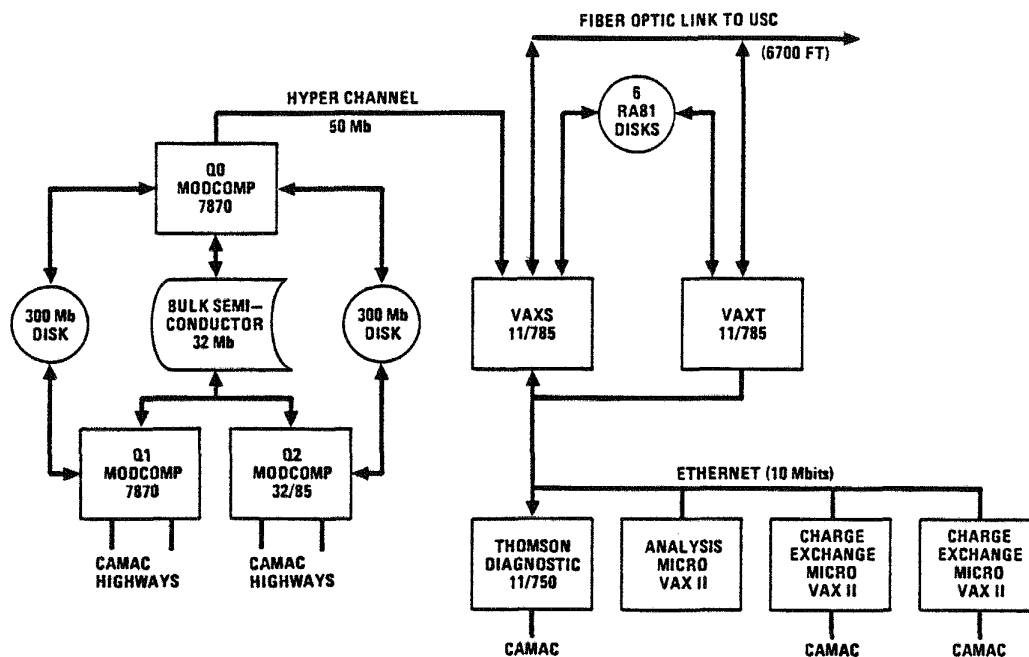 FIBER OPTIC LINK TO USC
(6700 FT)
HYPER CHANNEL
50 Mb
6
RA81
DISKS
Q0
MODCOMP
7870
300 Mb
DISK
BULK SEMI—
CONDUCTOR
32 Mb
300 Mb
DISK
VAXS
11/785
VAXT
11/785
Q1
MODCOMP
7870
Q2
MODCOMP
32/85
ETHERNET (10 Mbits)
CAMAC
HIGHWAYS
CAMAC
HIGHWAYS
THOMSON
DIAGNOSTIC
11/750
ANALYSIS
MICRO
VAX II
CHARGE
EXCHANGE
MICRO
VAX II
CHARGE
EXCHANGE
MICRO
VAX II
CAMAC
CAMAC
CAMAC